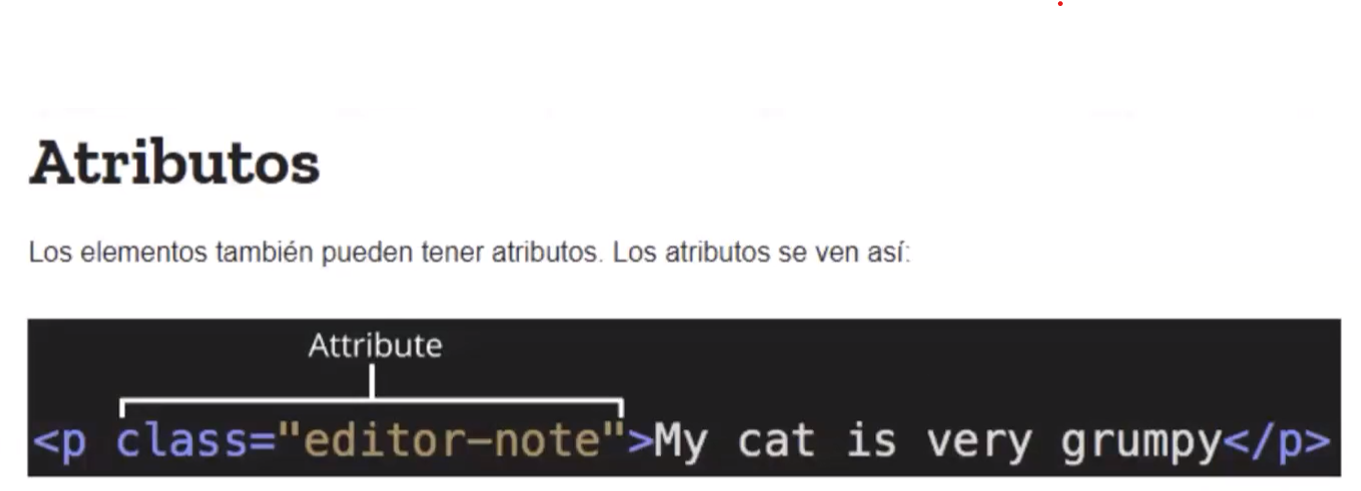 Atributos
Los elementos también pueden tener atributos. Los atributos se ven así:
Attribute
<p class="editor-note">My cat is very grumpy</p>